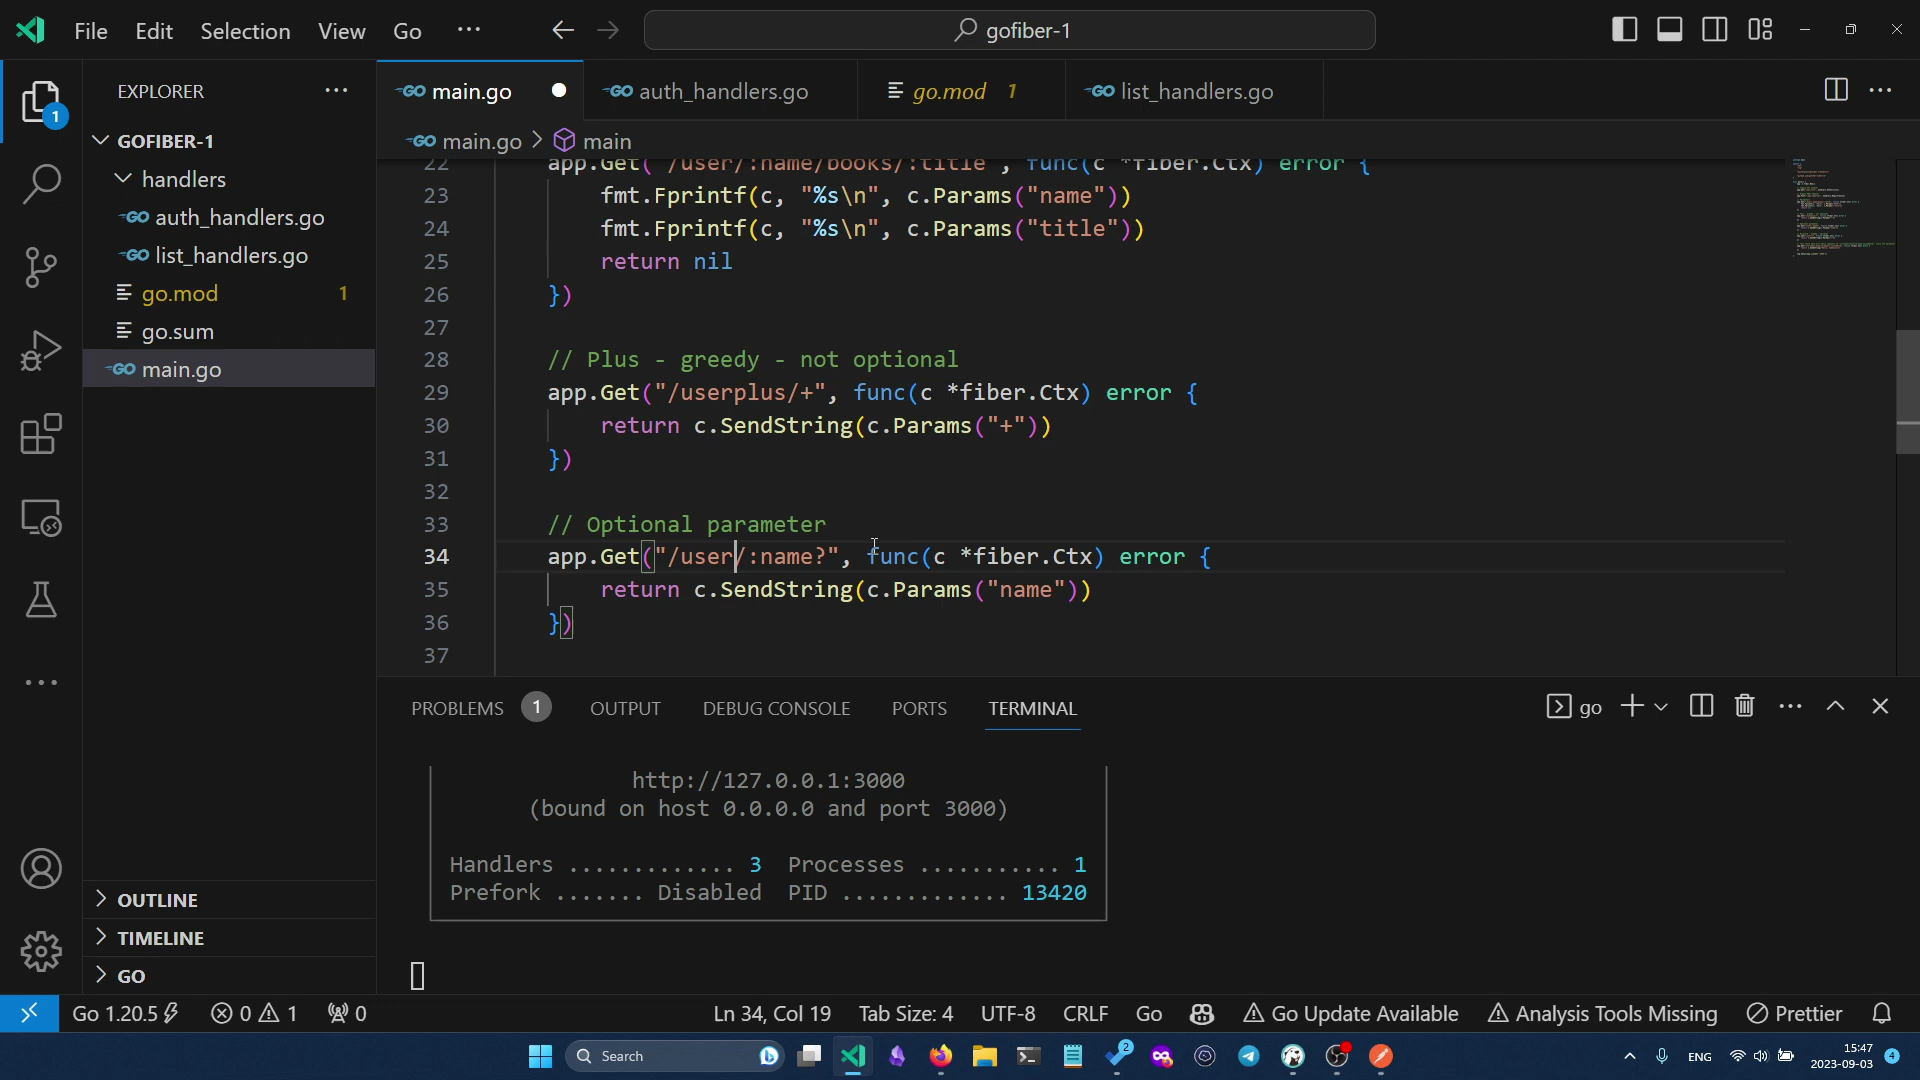 File Edit Selection View Go ··· gofiber-1
EXPLORER ···
1
GOFIBER-1
handlers
auth_handlers.go
list_handlers.go
go.mod 1
go.sum
main.go
OUTLINE
TIMELINE
GO
main.go auth_handlers.go go.mod 1 list_handlers.go ···
main.go > main
22 app.Get("/user/:name/books/:title", func(c *fiber.Ctx) error {
23 fmt.Fprintf(c, "%s\n", c.Params("name"))
24 fmt.Fprintf(c, "%s\n", c.Params("title"))
25 return nil
26 })
27
28 // Plus - greedy - not optional
29 app.Get("/userplus/+", func(c *fiber.Ctx) error {
30 return c.SendString(c.Params("+"))
31 })
32
33 // Optional parameter
34 app.Get("/user/:name?", func(c *fiber.Ctx) error {
35 return c.SendString(c.Params("name"))
36 })
37
PROBLEMS 1 OUTPUT DEBUG CONSOLE PORTS TERMINAL go ···
http://127.0.0.1:3000
(bound on host 0.0.0.0 and port 3000)
Handlers ............. 3 Processes ........... 1
Prefork ....... Disabled PID ............. 13420
Go 1.20.5 0 1 0 Ln 34, Col 19 Tab Size: 4 UTF-8 CRLF Go Go Update Available Analysis Tools Missing Prettier
Search 2 ENG 15:47
2023-09-03 4